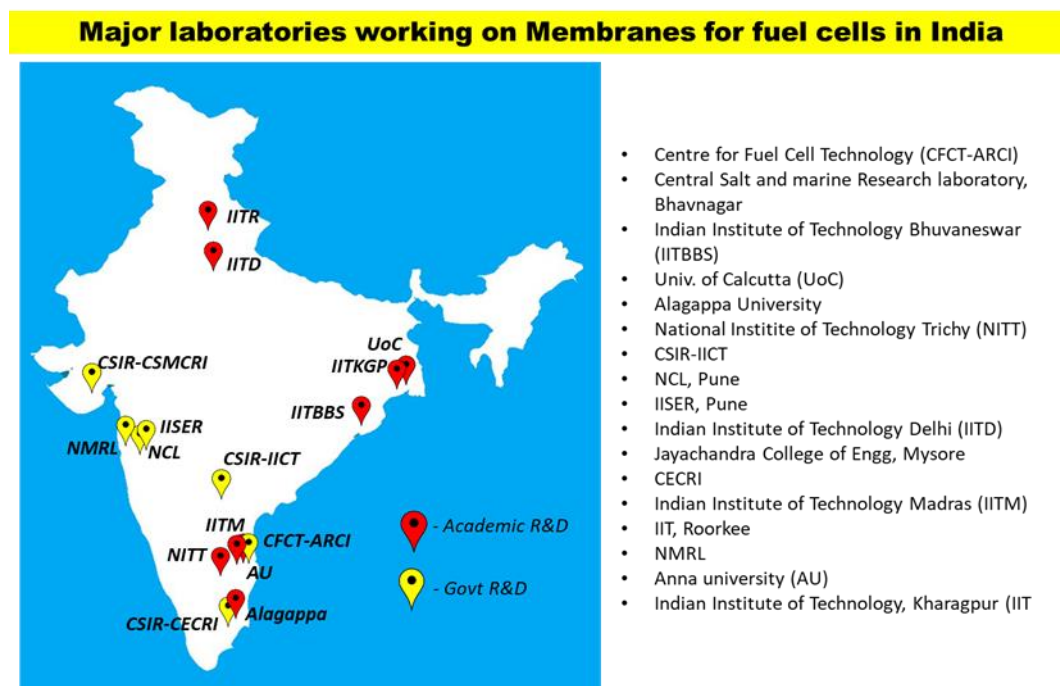 Major laboratories working on Membranes for fuel cells in India
IITR
IITD
UoC
CSIR-CSMCRI
IITKGP
IITBBS
IISER
NMRL
NCL
CSIR-IICT
IITM
- Academic R&D
CFCT-ARCI
NITT
AU
- Govt R&D
Alagappa
CSIR-CECRI
• Centre for Fuel Cell Technology (CFCT-ARCI)
• Central Salt and marine Research laboratory,
Bhavnagar
• Indian Institute of Technology Bhuvaneswar
(IITBBS)
• Univ. of Calcutta (UoC)
• Alagappa University
• National Institite of Technology Trichy (NITT)
• CSIR-IICT
• NCL, Pune
• IISER, Pune
• Indian Institute of Technology Delhi (IITD)
• Jayachandra College of Engg, Mysore
• CECRI
• Indian Institute of Technology Madras (IITM)
• IIT, Roorkee
• NMRL
• Anna university (AU)
• Indian Institute of Technology, Kharagpur (IIT